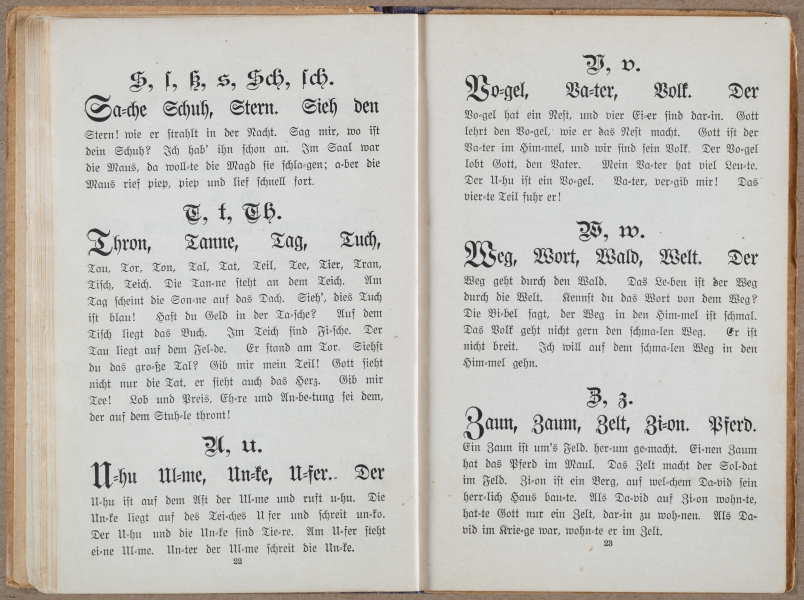 S, ſ, ß, s, Sch, ſch.
Sa⸗che Schuh, Stern. Sieh den
Stern! wie er ſtrahlt in der Nacht. Sag mir, wo iſt
dein Schuh? Ich hab' ihn ſchon an. Im Saal war
die Maus, da woll⸗te die Magd ſie ſchla⸗gen; a⸗ber die
Maus rief piep, piep und lief ſchnell fort.
T, t, Th.
Thron, Tanne, Tag, Tuch,
Tau, Tor, Ton, Tal, Tat, Teil, Tee, Tier, Tran,
Tiſch, Teich. Die Tan⸗ne ſteht an dem Teich. Am
Tag ſcheint die Son⸗ne auf das Dach. Sieh', dies Tuch
iſt blau! Haſt du Geld in der Ta⸗ſche? Auf dem
Tiſch liegt das Buch. Im Teich ſind Fi⸗ſche. Der
Tau liegt auf dem Fel⸗de. Er ſtand am Tor. Siehſt
du das gro⸗ße Tal? Gib mir mein Teil! Gott ſieht
nicht nur die Tat, er ſieht auch das Herz. Gib mir
Tee! Lob und Preis, Eh⸗re und An⸗be⸗tung ſei dem,
der auf dem Stuh⸗le thront!
U, u.
U⸗hu Ul⸗me, Un⸗ke, U⸗fer. Der
U⸗hu iſt auf dem Aſt der Ul⸗me und ruft u⸗hu. Die
Un⸗ke liegt auf des Tei⸗ches U fer und ſchreit un⸗ko.
Der U⸗hu und die Un⸗ke ſind Tie⸗re. Am U⸗fer ſteht
ei⸗ne Ul⸗me. Un⸗ter der Ul⸗me ſchreit die Un⸗ke.
22
V, v.
Vo⸗gel, Va⸗ter, Volk. Der
Vo⸗gel hat ein Neſt, und vier Ei⸗er ſind dar⸗in. Gott
lehrt den Vo⸗gel, wie er das Neſt macht. Gott iſt der
Va⸗ter im Him⸗mel, und wir ſind ſein Volk. Der Vo⸗gel
lobt Gott, den Vater. Mein Va⸗ter hat viel Leu⸗te.
Der U⸗hu iſt ein Vo⸗gel. Va⸗ter, ver⸗gib mir! Das
vier⸗te Teil fuhr er!
W, w.
Weg, Wort, Wald, Welt. Der
Weg geht durch den Wald. Das Le⸗ben iſt der Weg
durch die Welt. Kennſt du das Wort von dem Weg?
Die Bi⸗bel ſagt, der Weg in den Him⸗mel iſt ſchmal.
Das Volk geht nicht gern den ſchma⸗len Weg. Er iſt
nicht breit. Ich will auf dem ſchma⸗len Weg in den
Him⸗mel gehn.
Z, z.
Zaun, Zaum, Zelt, Zi⸗on. Pferd.
Ein Zaun iſt um's Feld. her⸗um ge⸗macht. Ei⸗nen Zaum
hat das Pferd im Maul. Das Zelt macht der Sol⸗dat
im Feld. Zi⸗on iſt ein Berg, auf wel⸗chem Da⸗vid ſein
herr⸗lich Haus bau⸗te. Als Da⸗vid auf Zi⸗on wohn⸗te,
hat⸗te Gott nur ein Zelt, dar⸗in zu woh⸗nen. Als Da⸗
vid im Krie⸗ge war, wohn⸗te er im Zelt.
23